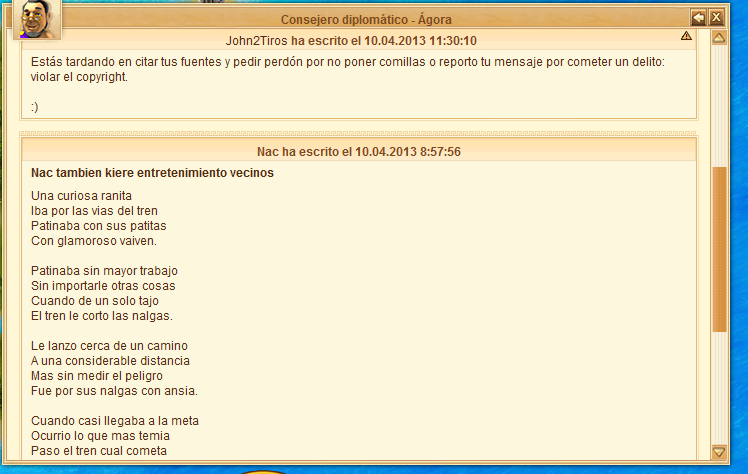 Consejero diplomático - Ágora
John2Tiros ha escrito el 10.04.2013 11:30:10
Estás tardando en citar tus fuentes y pedir perdón por no poner comillas o reporto tu mensaje por cometer un delito:
violar el copyright.
:)
Nac ha escrito el 10.04.2013 8:57:56
Nac tambien kiere entretenimiento vecinos
Una curiosa ranita
Iba por las vias del tren
Patinaba con sus patitas
Con glamoroso vaiven.
Patinaba sin mayor trabajo
Sin importarle otras cosas
Cuando de un solo tajo
El tren le corto las nalgas.
Le lanzo cerca de un camino
A una considerable distancia
Mas sin medir el peligro
Fue por sus nalgas con ansia.
Cuando casi llegaba a la meta
Ocurrio lo que mas temia
Paso el tren cual cometa